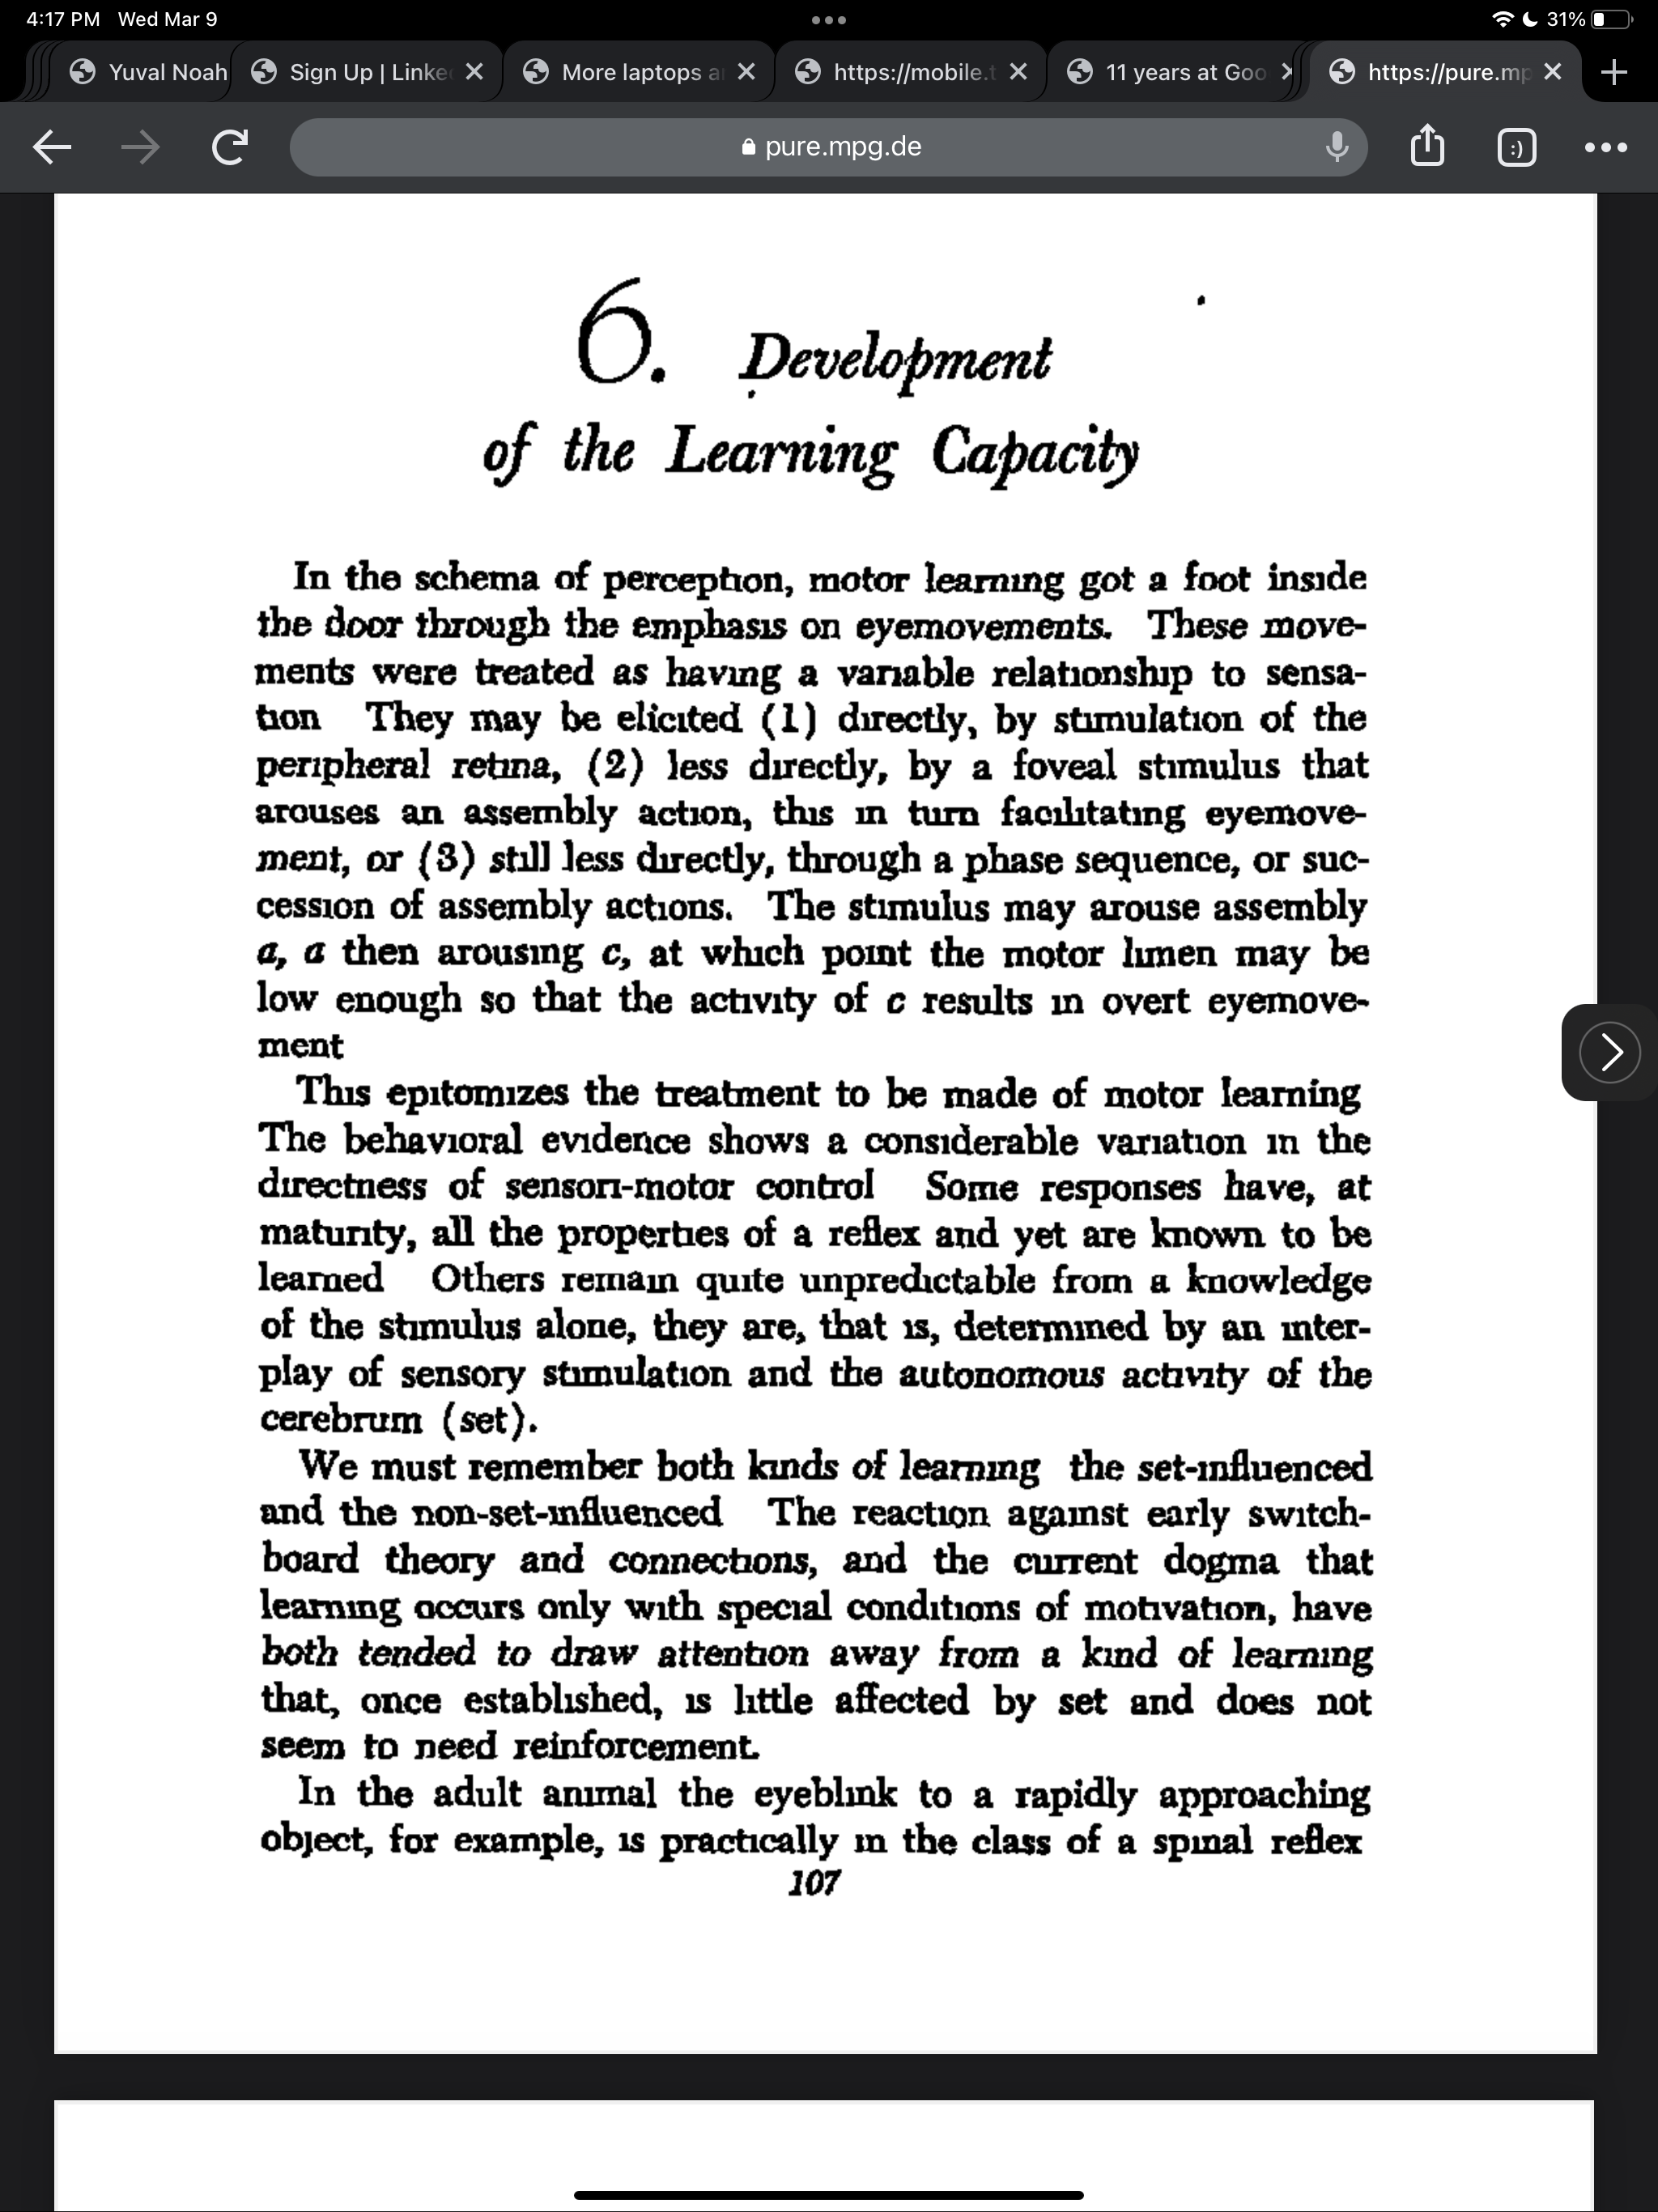 4:17 PM Wed Mar 9
31%
Yuval Noah
Sign Up | Linke
More laptops a
https://mobile.t
11 years at Goo
https://pure.mp
pure.mpg.de
:)
6. Development
of the Learning Capacity
In the schema of perception, motor learning got a foot inside
the door through the emphasis on eyemovements. These move-
ments were treated as having a variable relationship to sensa-
tion They may be elicited (1) directly, by stimulation of the
peripheral retina, (2) less directly, by a foveal stimulus that
arouses an assembly action, this in turn facilitating eyemove-
ment, or (3) still less directly, through a phase sequence, or suc-
cession of assembly actions. The stimulus may arouse assembly
a, a then arousing c, at which point the motor limen may be
low enough so that the activity of c results in overt eyemove-
ment
This epitomizes the treatment to be made of motor learning
The behavioral evidence shows a considerable variation in the
directness of sensori-motor control Some responses have, at
maturity, all the properties of a reflex and yet are known to be
learned Others remain quite unpredictable from a knowledge
of the stimulus alone, they are, that is, determined by an inter-
play of sensory stimulation and the autonomous activity of the
cerebrum (set).
We must remember both kinds of learning the set-influenced
and the non-set-influenced The reaction against early switch-
board theory and connections, and the current dogma that
learning occurs only with special conditions of motivation, have
both tended to draw attention away from a kind of learning
that, once established, is little affected by set and does not
seem to need reinforcement.
In the adult animal the eyeblink to a rapidly approaching
object, for example, is practically in the class of a spinal reflex
107